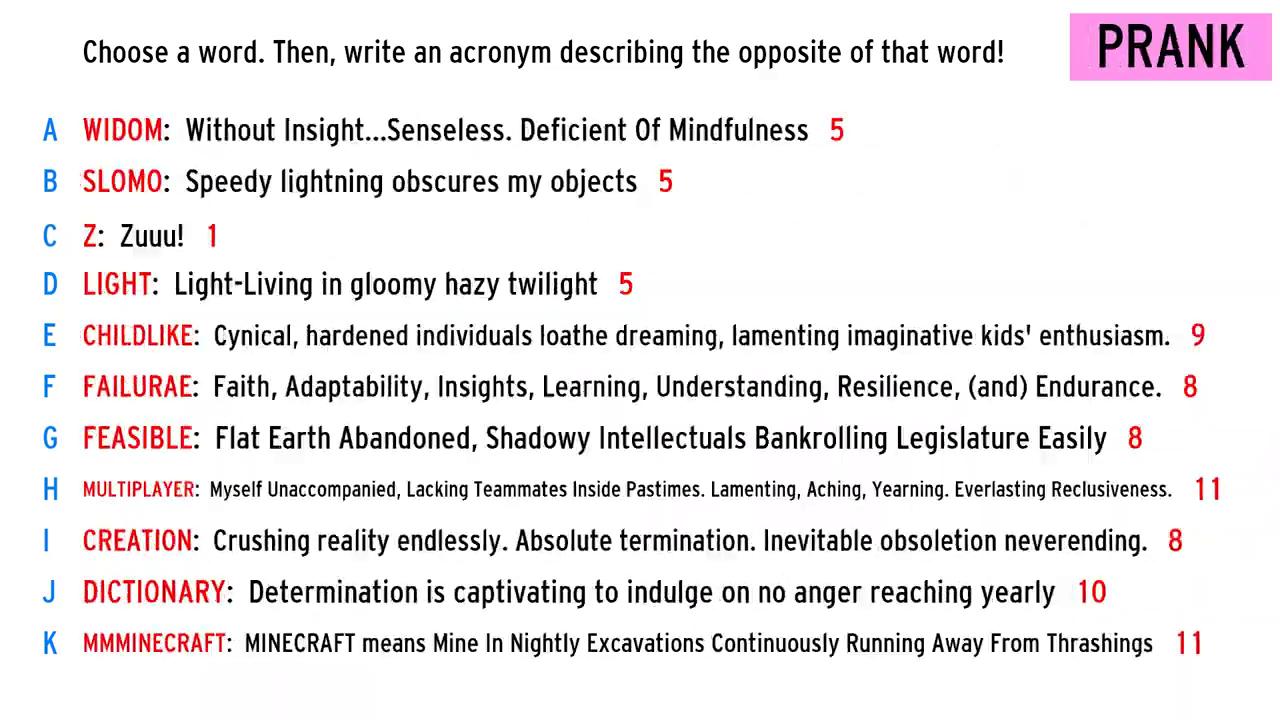 Choose a word. Then, write an acronym describing the opposite of that word!
PRANK
A WIDOM: Without Insight...Senseless. Deficient Of Mindfulness 5
B SLOMO: Speedy lightning obscures my objects 5
C Z: Zuuu! 1
D LIGHT: Light-Living in gloomy hazy twilight 5
E CHILDLIKE: Cynical, hardened individuals loathe dreaming, lamenting imaginative kids' enthusiasm. 9
F FAILURAE: Faith, Adaptability, Insights, Learning, Understanding, Resilience, (and) Endurance. 8
G FEASIBLE: Flat Earth Abandoned, Shadowy Intellectuals Bankrolling Legislature Easily 8
H MULTIPLAYER: Myself Unaccompanied, Lacking Teammates Inside Pastimes. Lamenting, Aching, Yearning. Everlasting Reclusiveness. 11
I CREATION: Crushing reality endlessly. Absolute termination. Inevitable obsoletion neverending. 8
J DICTIONARY: Determination is captivating to indulge on no anger reaching yearly 10
K MMMINECRAFT: MINECRAFT means Mine In Nightly Excavations Continuously Running Away From Thrashings 11